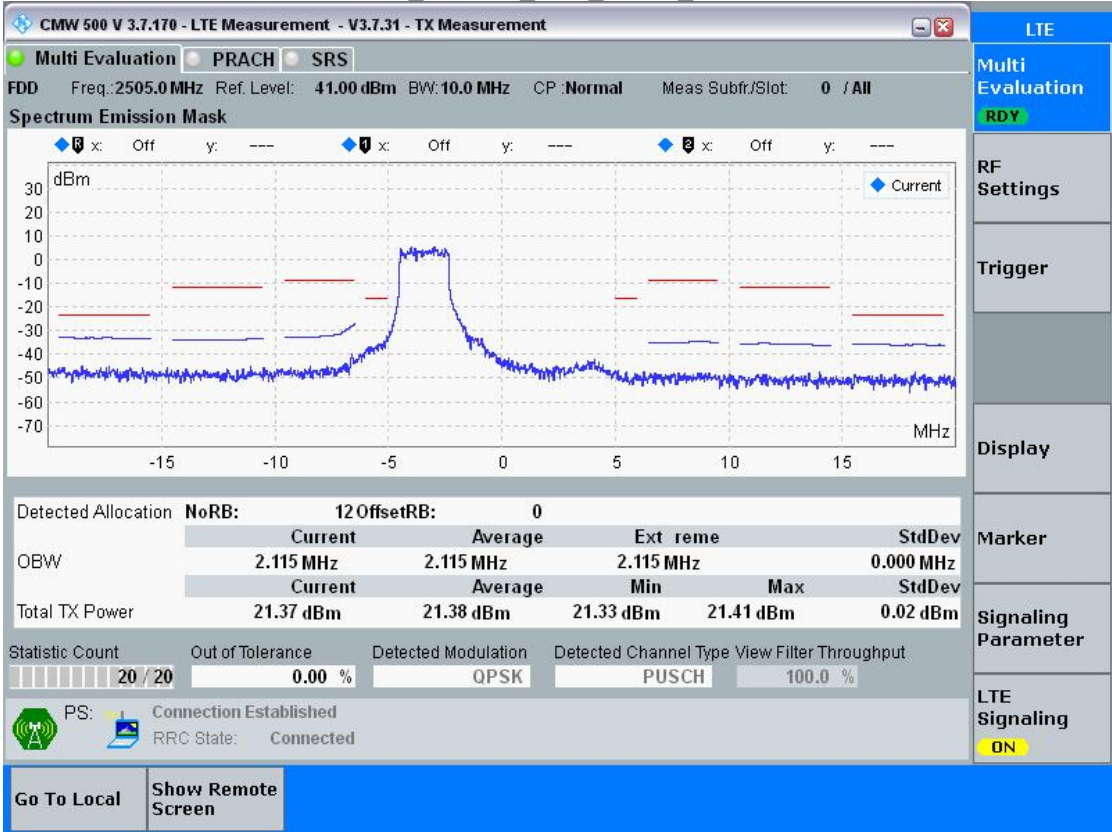 CMW 500 V 3.7.170 - LTE Measurement - V3.7.31 - TX Measurement
LTE
Multi Evaluation PRACH SRS
Multi Evaluation
RDY
FDD Freq.:2505.0 MHz Ref. Level: 41.00 dBm BW:10.0 MHz CP :Normal Meas Subfr./Slot: 0 / All
Spectrum Emission Mask
R x: Off y: --- 1 x: Off y: --- 2 x: Off y: ---
dBm
Current
30
20
10
0
-10
-20
-30
-40
-50
-60
-70
MHz
-15 -10 -5 0 5 10 15
RF Settings
Trigger
Display
Marker
Signaling Parameter
LTE Signaling
ON
Detected Allocation NoRB: 12 OffsetRB: 0
Current Average Ext reme StdDev
OBW 2.115 MHz 2.115 MHz 2.115 MHz 0.000 MHz
Current Average Min Max StdDev
Total TX Power 21.37 dBm 21.38 dBm 21.33 dBm 21.41 dBm 0.02 dBm
Statistic Count Out of Tolerance Detected Modulation Detected Channel Type View Filter Throughput
20 / 20 0.00 % QPSK PUSCH 100.0 %
PS: Connection Established
RRC State: Connected
Go To Local
Show Remote Screen